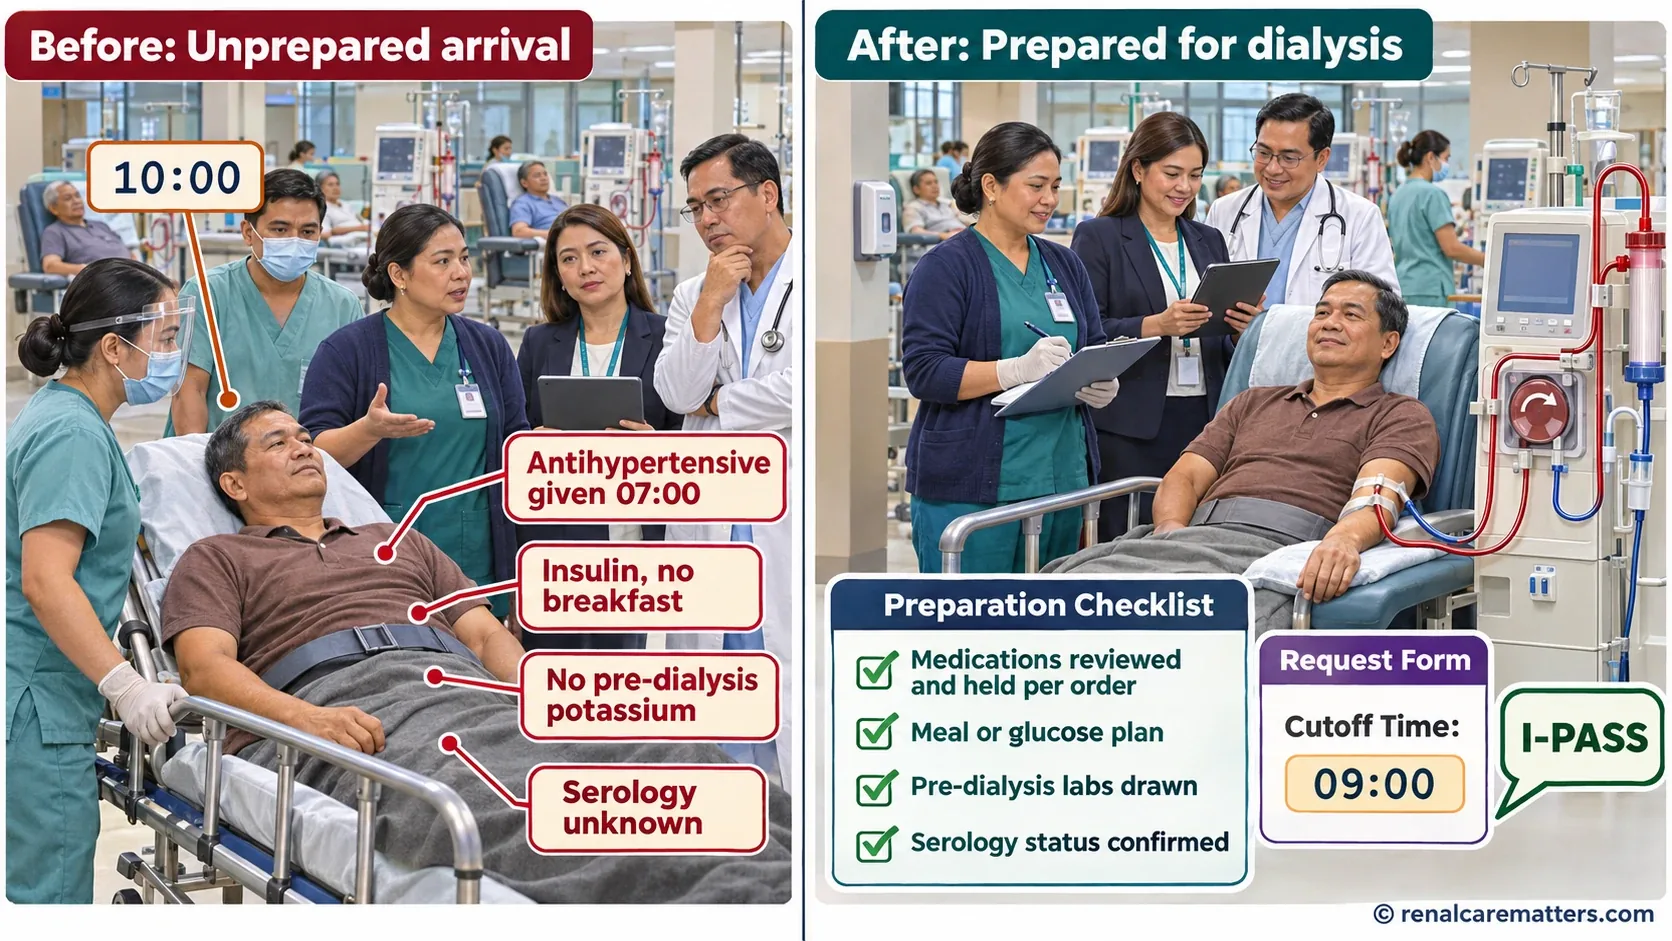 Before: Unprepared arrival
10:00
Antihypertensive
given 07:00
Insulin, no
breakfast
No pre-dialysis
potassium
Serology
unknown
After: Prepared for dialysis
Preparation Checklist
Medications reviewed
and held per order
Meal or glucose plan
Pre-dialysis labs drawn
Serology status confirmed
Request Form
Cutoff Time:
09:00
I-PASS
© renalcarematters.com